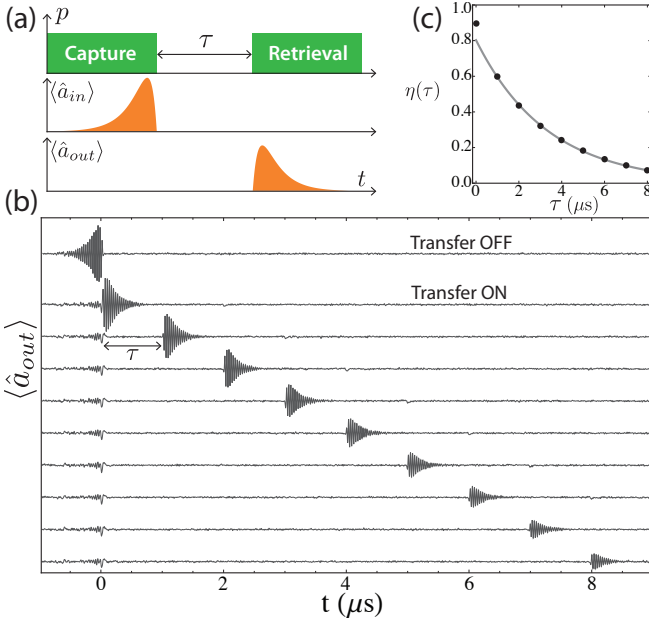 (a)
p
Capture
τ
Retrieval
⟨â_in⟩
⟨â_out⟩
t
(c)
1.0
0.8
0.6
η(τ)
0.4
0.2
0.0
0 2 4 6 8
τ (μs)
(b)
Transfer OFF
Transfer ON
τ
⟨â_out⟩
0 2 4 6 8
t (μs)